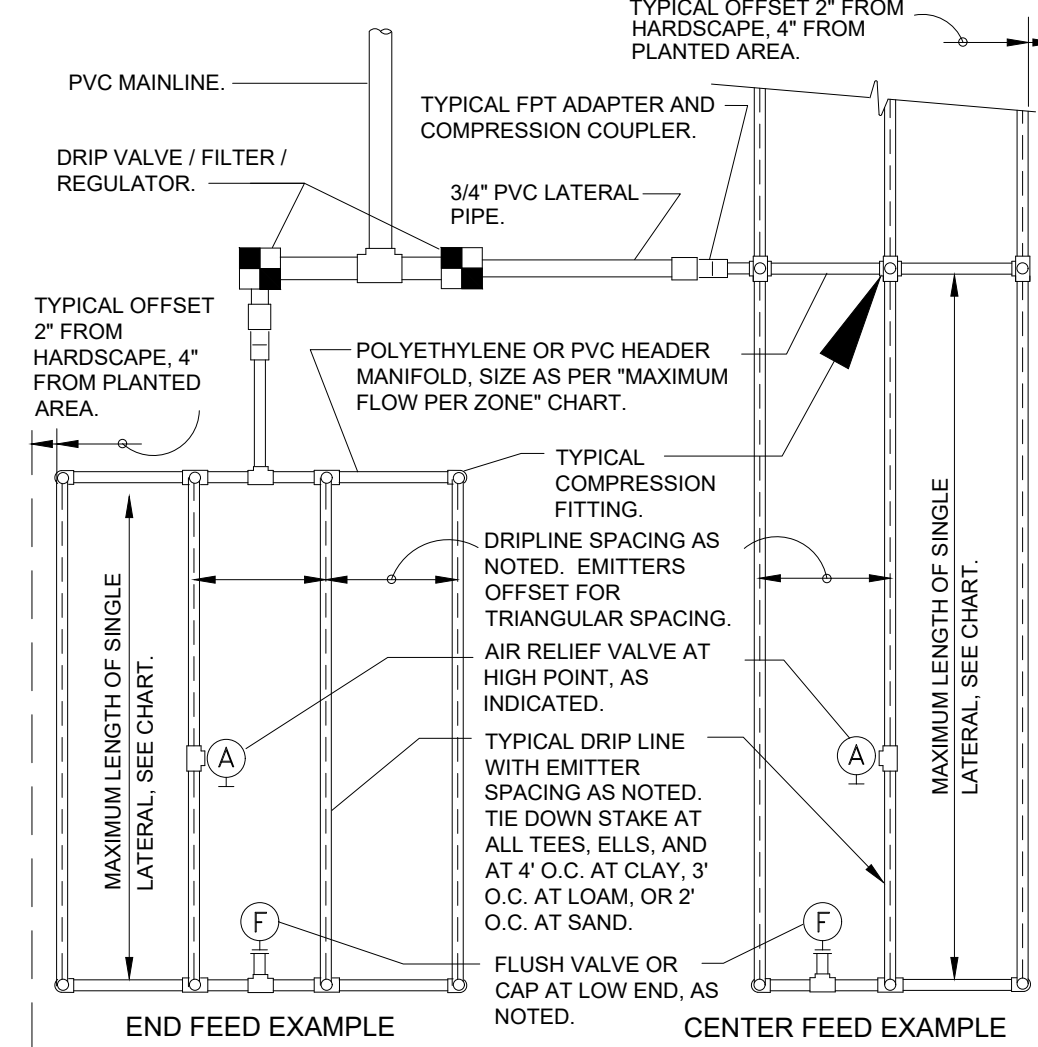 TYPICAL OFFSET 2" FROM
HARDSCAPE, 4" FROM
PLANTED AREA.
PVC MAINLINE.
TYPICAL FPT ADAPTER AND
COMPRESSION COUPLER.
DRIP VALVE / FILTER /
REGULATOR.
3/4" PVC LATERAL
PIPE.
TYPICAL OFFSET
2" FROM
HARDSCAPE, 4"
FROM PLANTED
AREA.
POLYETHYLENE OR PVC HEADER
MANIFOLD, SIZE AS PER "MAXIMUM
FLOW PER ZONE" CHART.
TYPICAL
COMPRESSION
FITTING.
DRIPLINE SPACING AS
NOTED. EMITTERS
OFFSET FOR
TRIANGULAR SPACING.
MAXIMUM LENGTH OF SINGLE
LATERAL, SEE CHART.
MAXIMUM LENGTH OF SINGLE
LATERAL, SEE CHART.
AIR RELIEF VALVE AT
HIGH POINT, AS
INDICATED.
A
A
TYPICAL DRIP LINE
WITH EMITTER
SPACING AS NOTED.
TIE DOWN STAKE AT
ALL TEES, ELLS, AND
AT 4' O.C. AT CLAY, 3'
O.C. AT LOAM, OR 2'
O.C. AT SAND.
F
F
FLUSH VALVE OR
CAP AT LOW END, AS
NOTED.
END FEED EXAMPLE
CENTER FEED EXAMPLE